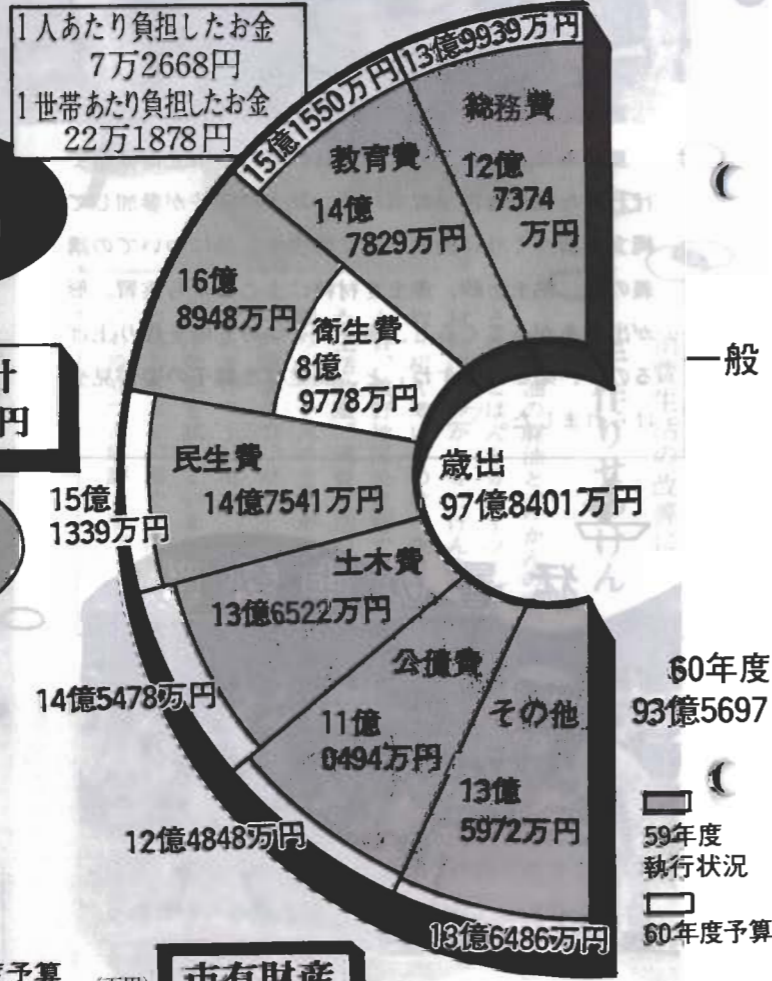 1人あたり負担したお金
7万2668円
1世帯あたり負担したお金
22万1878円
計
円
13億9939万円
総務費
12億
7374
万円
15億1550万円
教育費
14億
7829万円
16億
8948万円
衛生費
8億
9778万円
民生費
14億7541万円
15億
1339万円
土木費
13億6522万円
14億5478万円
公債費
11億
0494万円
12億4848万円
その他
13億
5972万円
13億6486万円
歳出
97億8401万円
一般
60年度
93億5697
59年度
執行状況
60年度予算
度予算
(万円)
市有財産